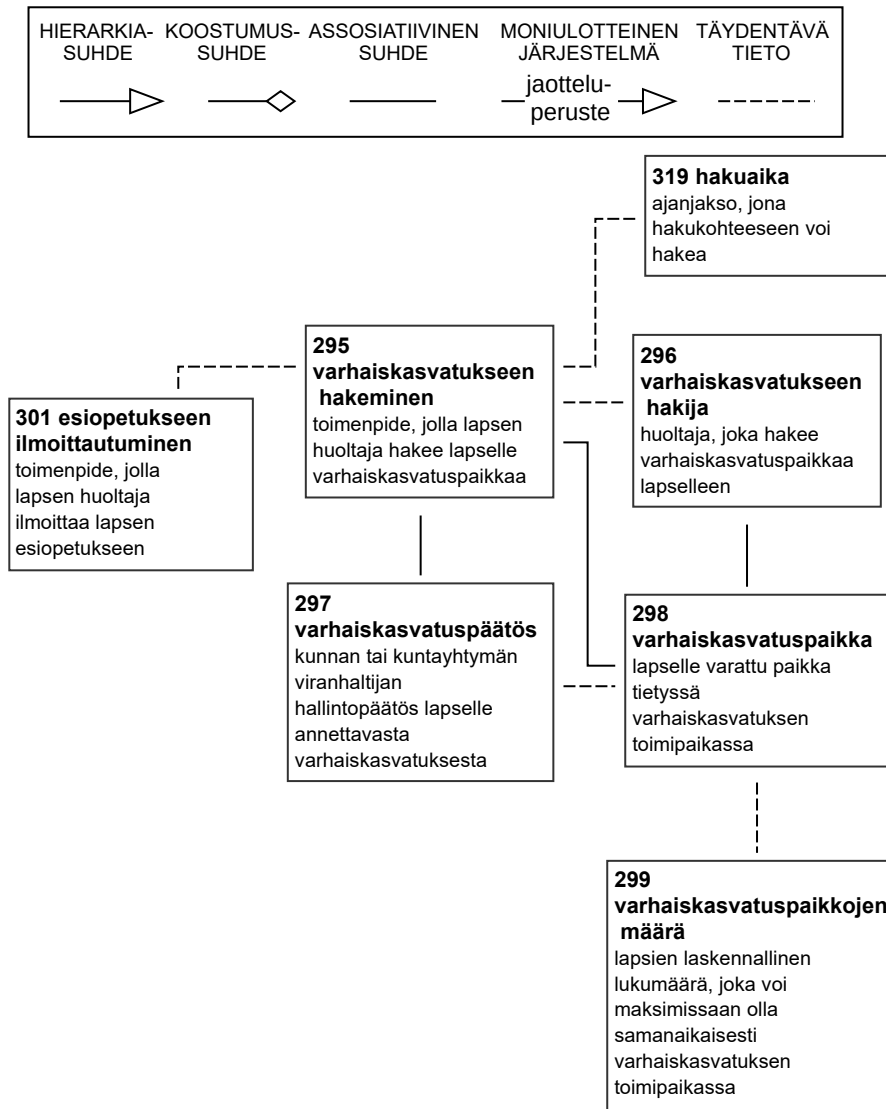 HIERARKIA-
SUHDE
KOOSTUMUS-
SUHDE
ASSOSIATIIVINEN
SUHDE
MONIULOTTEINEN
JÄRJESTELMÄ
TÄYDENTÄVÄ
TIETO
jaottelu-
peruste
319 hakuaika
ajanjakso, jona
hakukohteeseen voi
hakea
295
varhaiskasvatukseen
hakeminen
toimenpide, jolla lapsen
huoltaja hakee lapselle
varhaiskasvatuspaikkaa
296
varhaiskasvatukseen
hakija
huoltaja, joka hakee
varhaiskasvatuspaikkaa
lapselleen
301 esiopetukseen
ilmoittautuminen
toimenpide, jolla
lapsen huoltaja
ilmoittaa lapsen
esiopetukseen
297
varhaiskasvatuspäätös
kunnan tai kuntayhtymän
viranhaltijan
hallintopäätös lapselle
annettavasta
varhaiskasvatuksesta
298
varhaiskasvatuspaikka
lapselle varattu paikka
tietyssä
varhaiskasvatuksen
toimipaikassa
299
varhaiskasvatuspaikkojen
määrä
lapsien laskennallinen
lukumäärä, joka voi
maksimissaan olla
samanaikaisesti
varhaiskasvatuksen
toimipaikassa